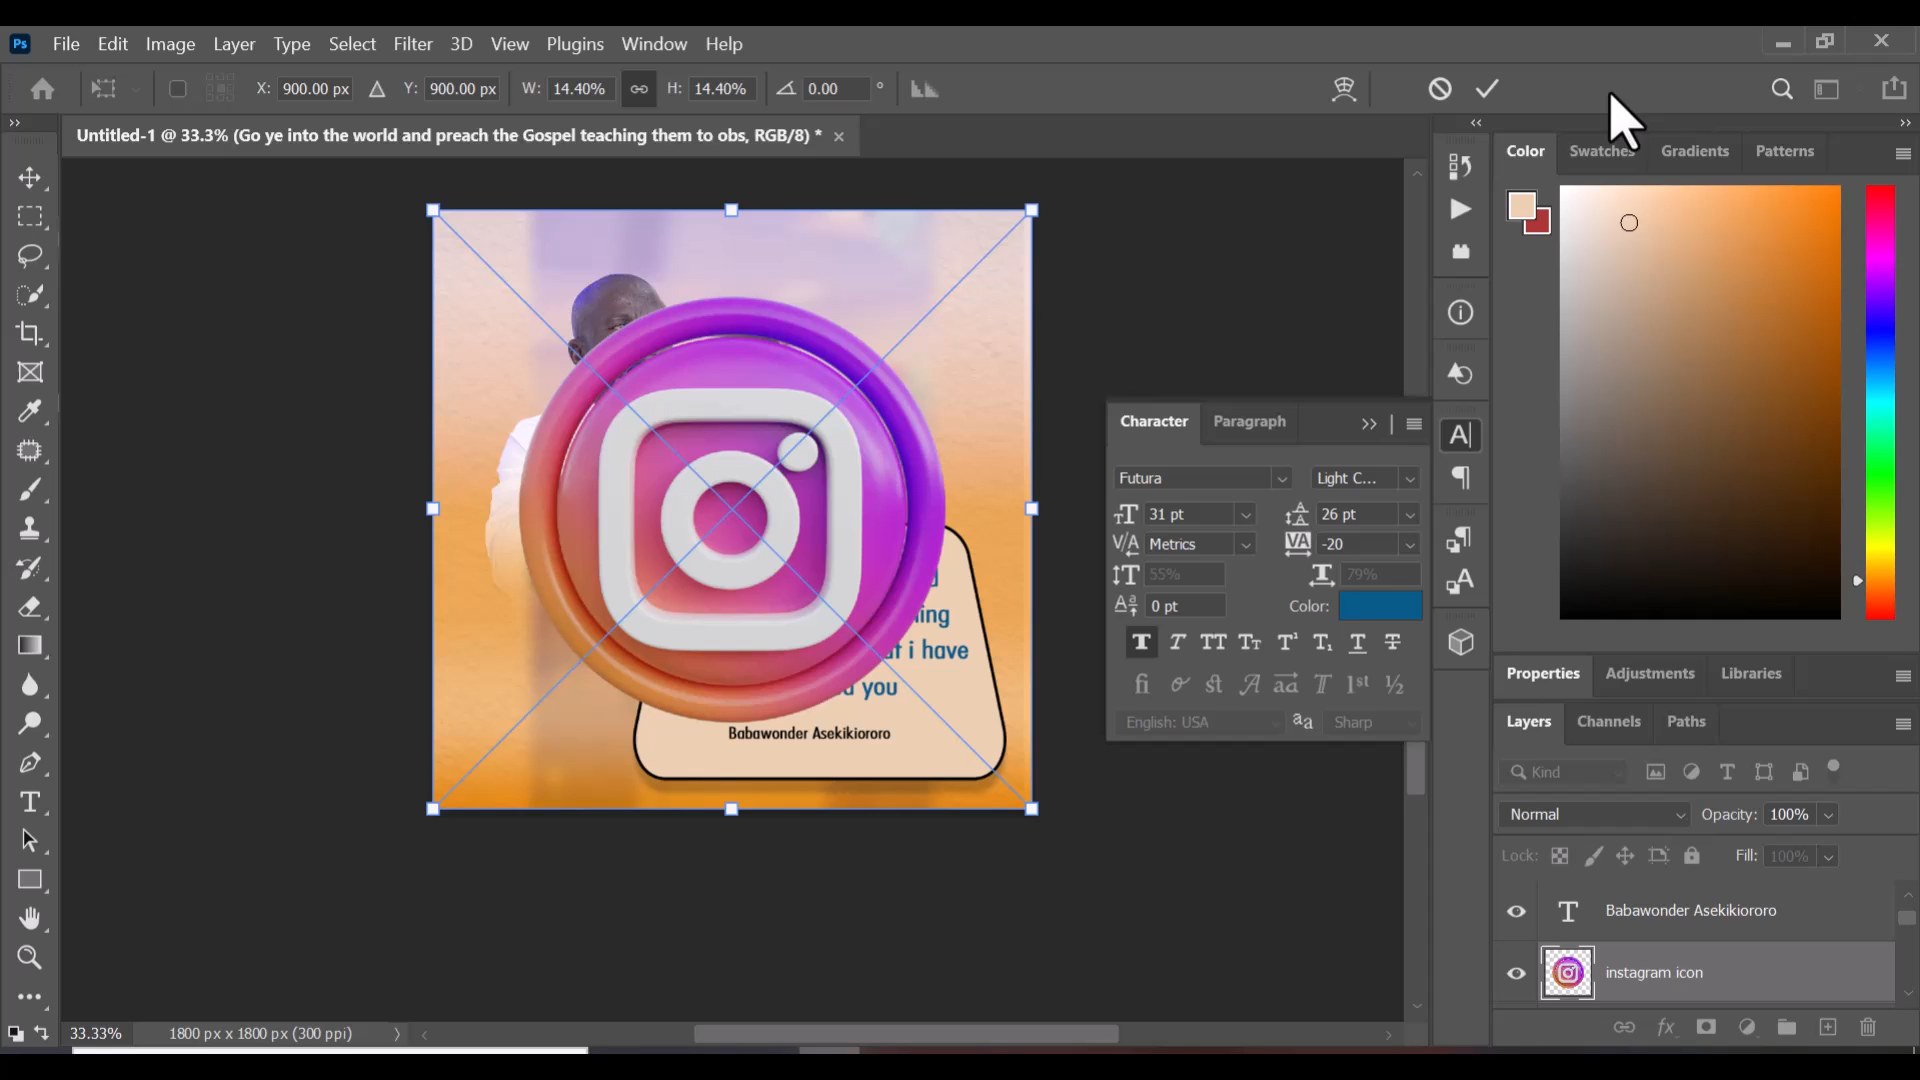 Ps File Edit Image Layer Type Select Filter 3D View Plugins Window Help
X: 900.00 px Y: 900.00 px W: 14.40% H: 14.40% 0.00 °
Untitled-1 @ 33.3% (Go ye into the world and preach the Gospel teaching them to obs, RGB/8) *
Color Swatches Gradients Patterns
Character Paragraph
Futura Light C...
31 pt 26 pt
Metrics -20
55% 79%
0 pt Color:
English: USA Sharp
ing
i have
you
Babawonder Asekikiororo
Properties Adjustments Libraries
Layers Channels Paths
Kind
Normal Opacity: 100%
Lock: Fill: 100%
Babawonder Asekikiororo
instagram icon
33.33% 1800 px x 1800 px (300 ppi)